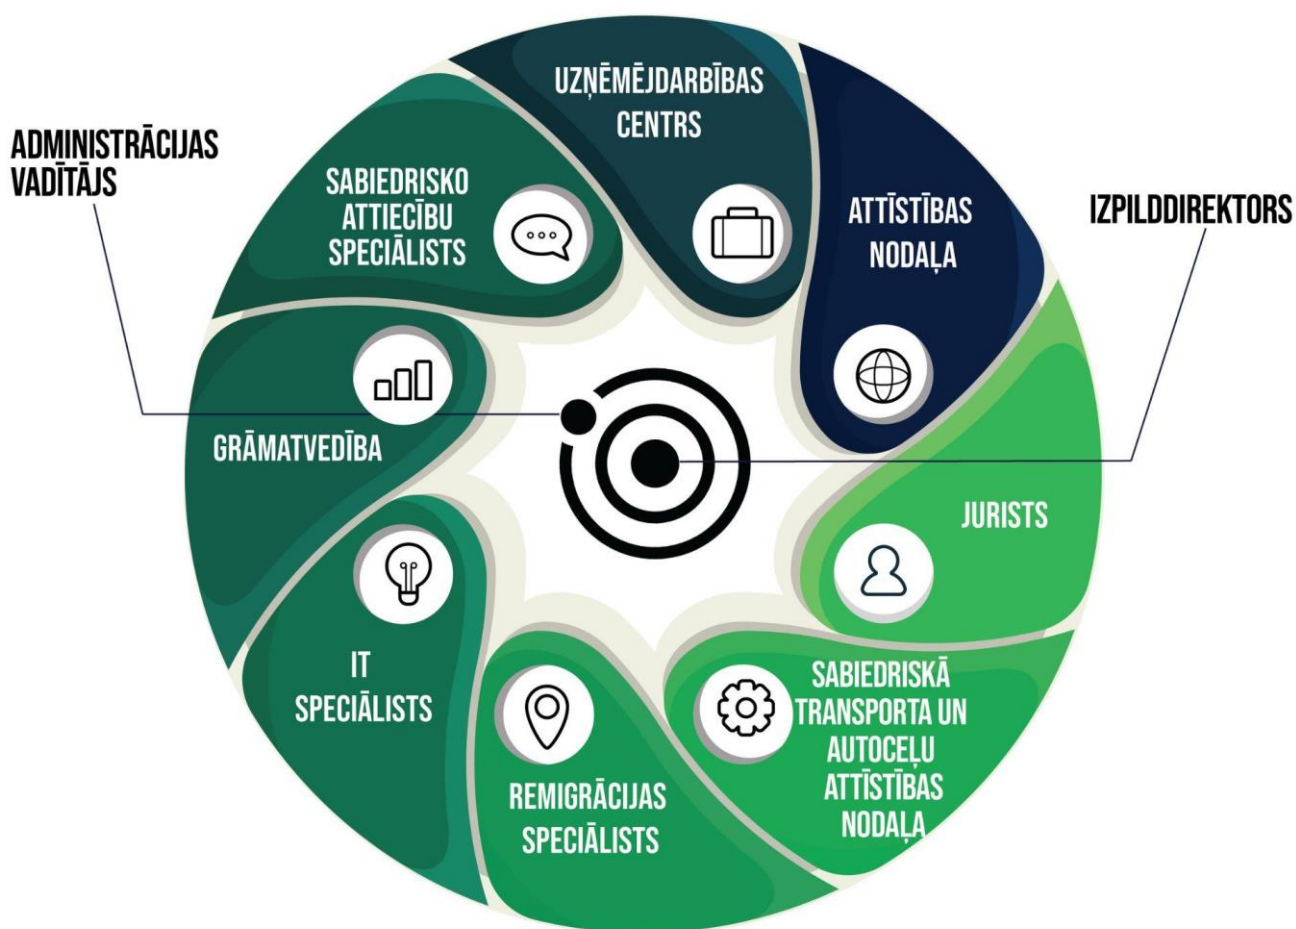 ADMINISTRĀCIJAS
VADĪTĀJS
UZŅĒMĒJDARBĪBAS
CENTRS
ATTĪSTĪBAS
NODAĻA
IZPILDDIREKTORS
SABIEDRISKO
ATTIECĪBU
SPECIĀLISTS
GRĀMATVEDĪBA
JURISTS
IT
SPECIĀLISTS
REMIGRĀCIJAS
SPECIĀLISTS
SABIEDRISKĀ
TRANSPORTA UN
AUTOCEĻU
ATTĪSTĪBAS
NODAĻA